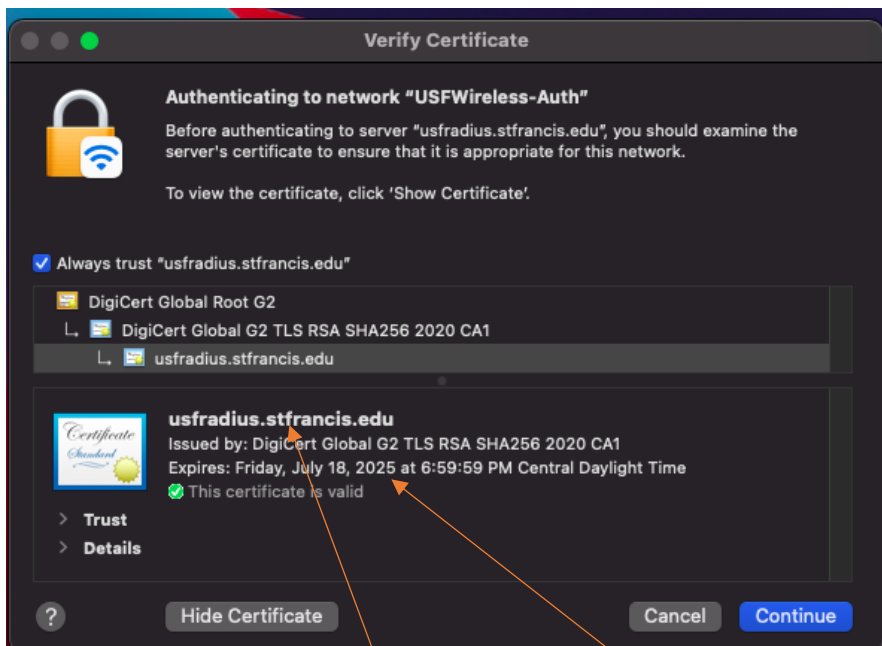 Verify Certificate
Authenticating to network "USFWireless-Auth"
Before authenticating to server "usfradius.stfrancis.edu", you should examine the
server's certificate to ensure that it is appropriate for this network.
To view the certificate, click 'Show Certificate'.
Always trust "usfradius.stfrancis.edu"
DigiCert Global Root G2
DigiCert Global G2 TLS RSA SHA256 2020 CA1
usfradius.stfrancis.edu
Certificate
Standard
usfradius.stfrancis.edu
Issued by: DigiCert Global G2 TLS RSA SHA256 2020 CA1
Expires: Friday, July 18, 2025 at 6:59:59 PM Central Daylight Time
This certificate is valid
> Trust
> Details
? Hide Certificate Cancel Continue